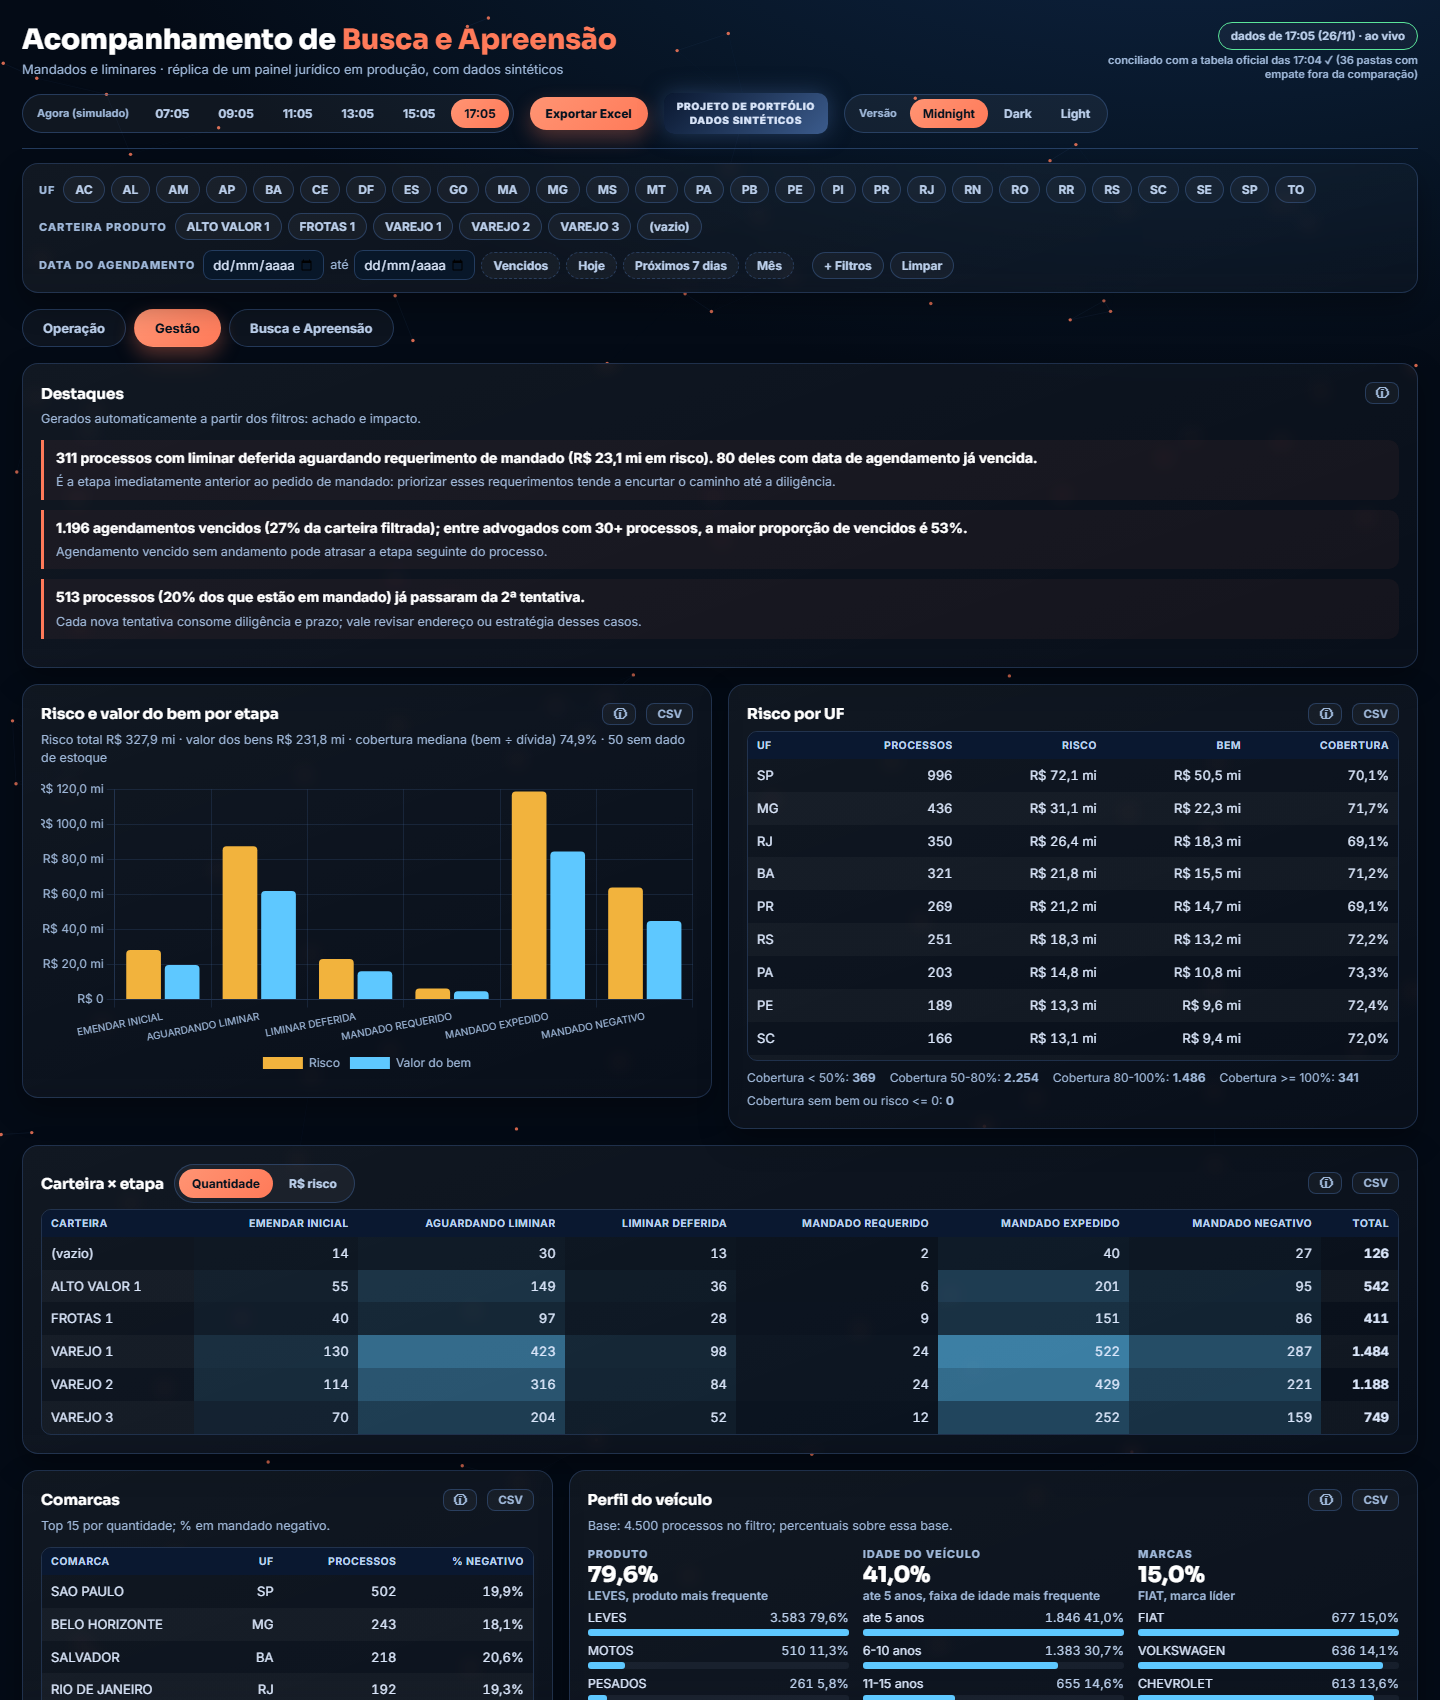 Acompanhamento de Busca e Apreensão
Mandados e liminares · réplica de um painel jurídico em produção, com dados sintéticos
dados de 17:05 (26/11) · ao vivo
conciliado com a tabela oficial das 17:04 ✓ (36 pastas com
empate fora da comparação)
Agora (simulado) 07:05 09:05 11:05 13:05 15:05 17:05
Exportar Excel
PROJETO DE PORTFÓLIO
DADOS SINTÉTICOS
Versão Midnight Dark Light
UF AC AL AM AP BA CE DF ES GO MA MG MS MT PA PB PE PI PR RJ RN RO RR RS SC SE SP TO
CARTEIRA PRODUTO ALTO VALOR 1 FROTAS 1 VAREJO 1 VAREJO 2 VAREJO 3 (vazio)
DATA DO AGENDAMENTO dd/mm/aaaa até dd/mm/aaaa Vencidos Hoje Próximos 7 dias Mês + Filtros Limpar
Operação Gestão Busca e Apreensão
Destaques
Gerados automaticamente a partir dos filtros: achado e impacto.
311 processos com liminar deferida aguardando requerimento de mandado (R$ 23,1 mi em risco). 80 deles com data de agendamento já vencida.
É a etapa imediatamente anterior ao pedido de mandado: priorizar esses requerimentos tende a encurtar o caminho até a diligência.
1.196 agendamentos vencidos (27% da carteira filtrada); entre advogados com 30+ processos, a maior proporção de vencidos é 53%.
Agendamento vencido sem andamento pode atrasar a etapa seguinte do processo.
513 processos (20% dos que estão em mandado) já passaram da 2ª tentativa.
Cada nova tentativa consome diligência e prazo; vale revisar endereço ou estratégia desses casos.
Risco e valor do bem por etapa
CSV
Risco total R$ 327,9 mi · valor dos bens R$ 231,8 mi · cobertura mediana (bem ÷ dívida) 74,9% · 50 sem dado
de estoque
R$ 120,0 mi
R$ 100,0 mi
R$ 80,0 mi
R$ 60,0 mi
R$ 40,0 mi
R$ 20,0 mi
R$ 0
EMENDAR INICIAL
AGUARDANDO LIMINAR
LIMINAR DEFERIDA
MANDADO REQUERIDO
MANDADO EXPEDIDO
MANDADO NEGATIVO
Risco Valor do bem
Risco por UF
CSV
UF PROCESSOS RISCO BEM COBERTURA
SP 996 R$ 72,1 mi R$ 50,5 mi 70,1%
MG 436 R$ 31,1 mi R$ 22,3 mi 71,7%
RJ 350 R$ 26,4 mi R$ 18,3 mi 69,1%
BA 321 R$ 21,8 mi R$ 15,5 mi 71,2%
PR 269 R$ 21,2 mi R$ 14,7 mi 69,1%
RS 251 R$ 18,3 mi R$ 13,2 mi 72,2%
PA 203 R$ 14,8 mi R$ 10,8 mi 73,3%
PE 189 R$ 13,3 mi R$ 9,6 mi 72,4%
SC 166 R$ 13,1 mi R$ 9,4 mi 72,0%
Cobertura < 50%: 369 Cobertura 50-80%: 2.254 Cobertura 80-100%: 1.486 Cobertura >= 100%: 341
Cobertura sem bem ou risco <= 0: 0
Carteira × etapa Quantidade R$ risco
CSV
CARTEIRA EMENDAR INICIAL AGUARDANDO LIMINAR LIMINAR DEFERIDA MANDADO REQUERIDO MANDADO EXPEDIDO MANDADO NEGATIVO TOTAL
(vazio) 14 30 13 2 40 27 126
ALTO VALOR 1 55 149 36 6 201 95 542
FROTAS 1 40 97 28 9 151 86 411
VAREJO 1 130 423 98 24 522 287 1.484
VAREJO 2 114 316 84 24 429 221 1.188
VAREJO 3 70 204 52 12 252 159 749
Comarcas
CSV
Top 15 por quantidade; % em mandado negativo.
COMARCA UF PROCESSOS % NEGATIVO
SAO PAULO SP 502 19,9%
BELO HORIZONTE MG 243 18,1%
SALVADOR BA 218 20,6%
RIO DE JANEIRO RJ 192 19,3%
Perfil do veículo
CSV
Base: 4.500 processos no filtro; percentuais sobre essa base.
PRODUTO
79,6%
LEVES, produto mais frequente
LEVES 3.583 79,6%
MOTOS 510 11,3%
PESADOS 261 5,8%
IDADE DO VEÍCULO
41,0%
ate 5 anos, faixa de idade mais frequente
ate 5 anos 1.846 41,0%
6-10 anos 1.383 30,7%
11-15 anos 655 14,6%
MARCAS
15,0%
FIAT, marca líder
FIAT 677 15,0%
VOLKSWAGEN 636 14,1%
CHEVROLET 613 13,6%